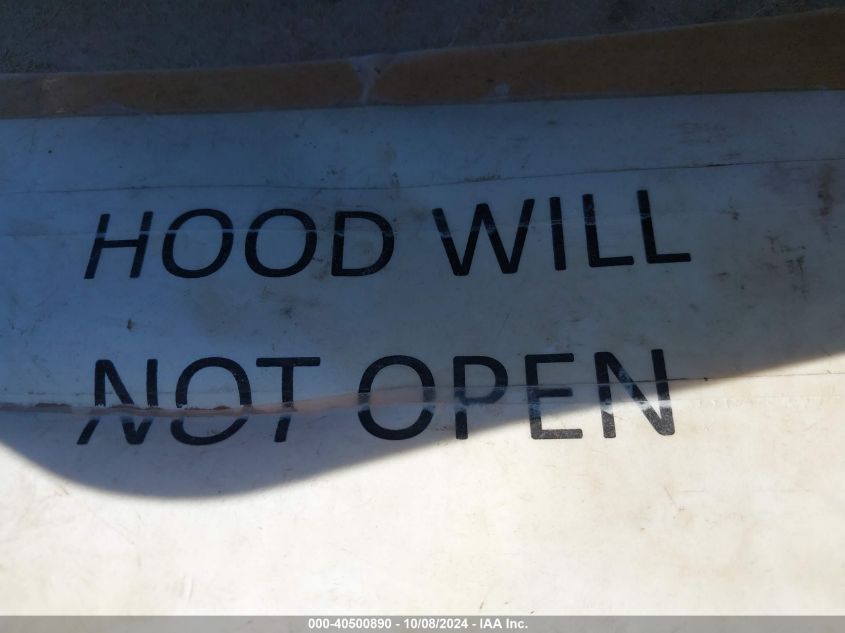 HOOD WILL
NOT OPEN
000-40500890 - 10/08/2024 - IAA Inc.